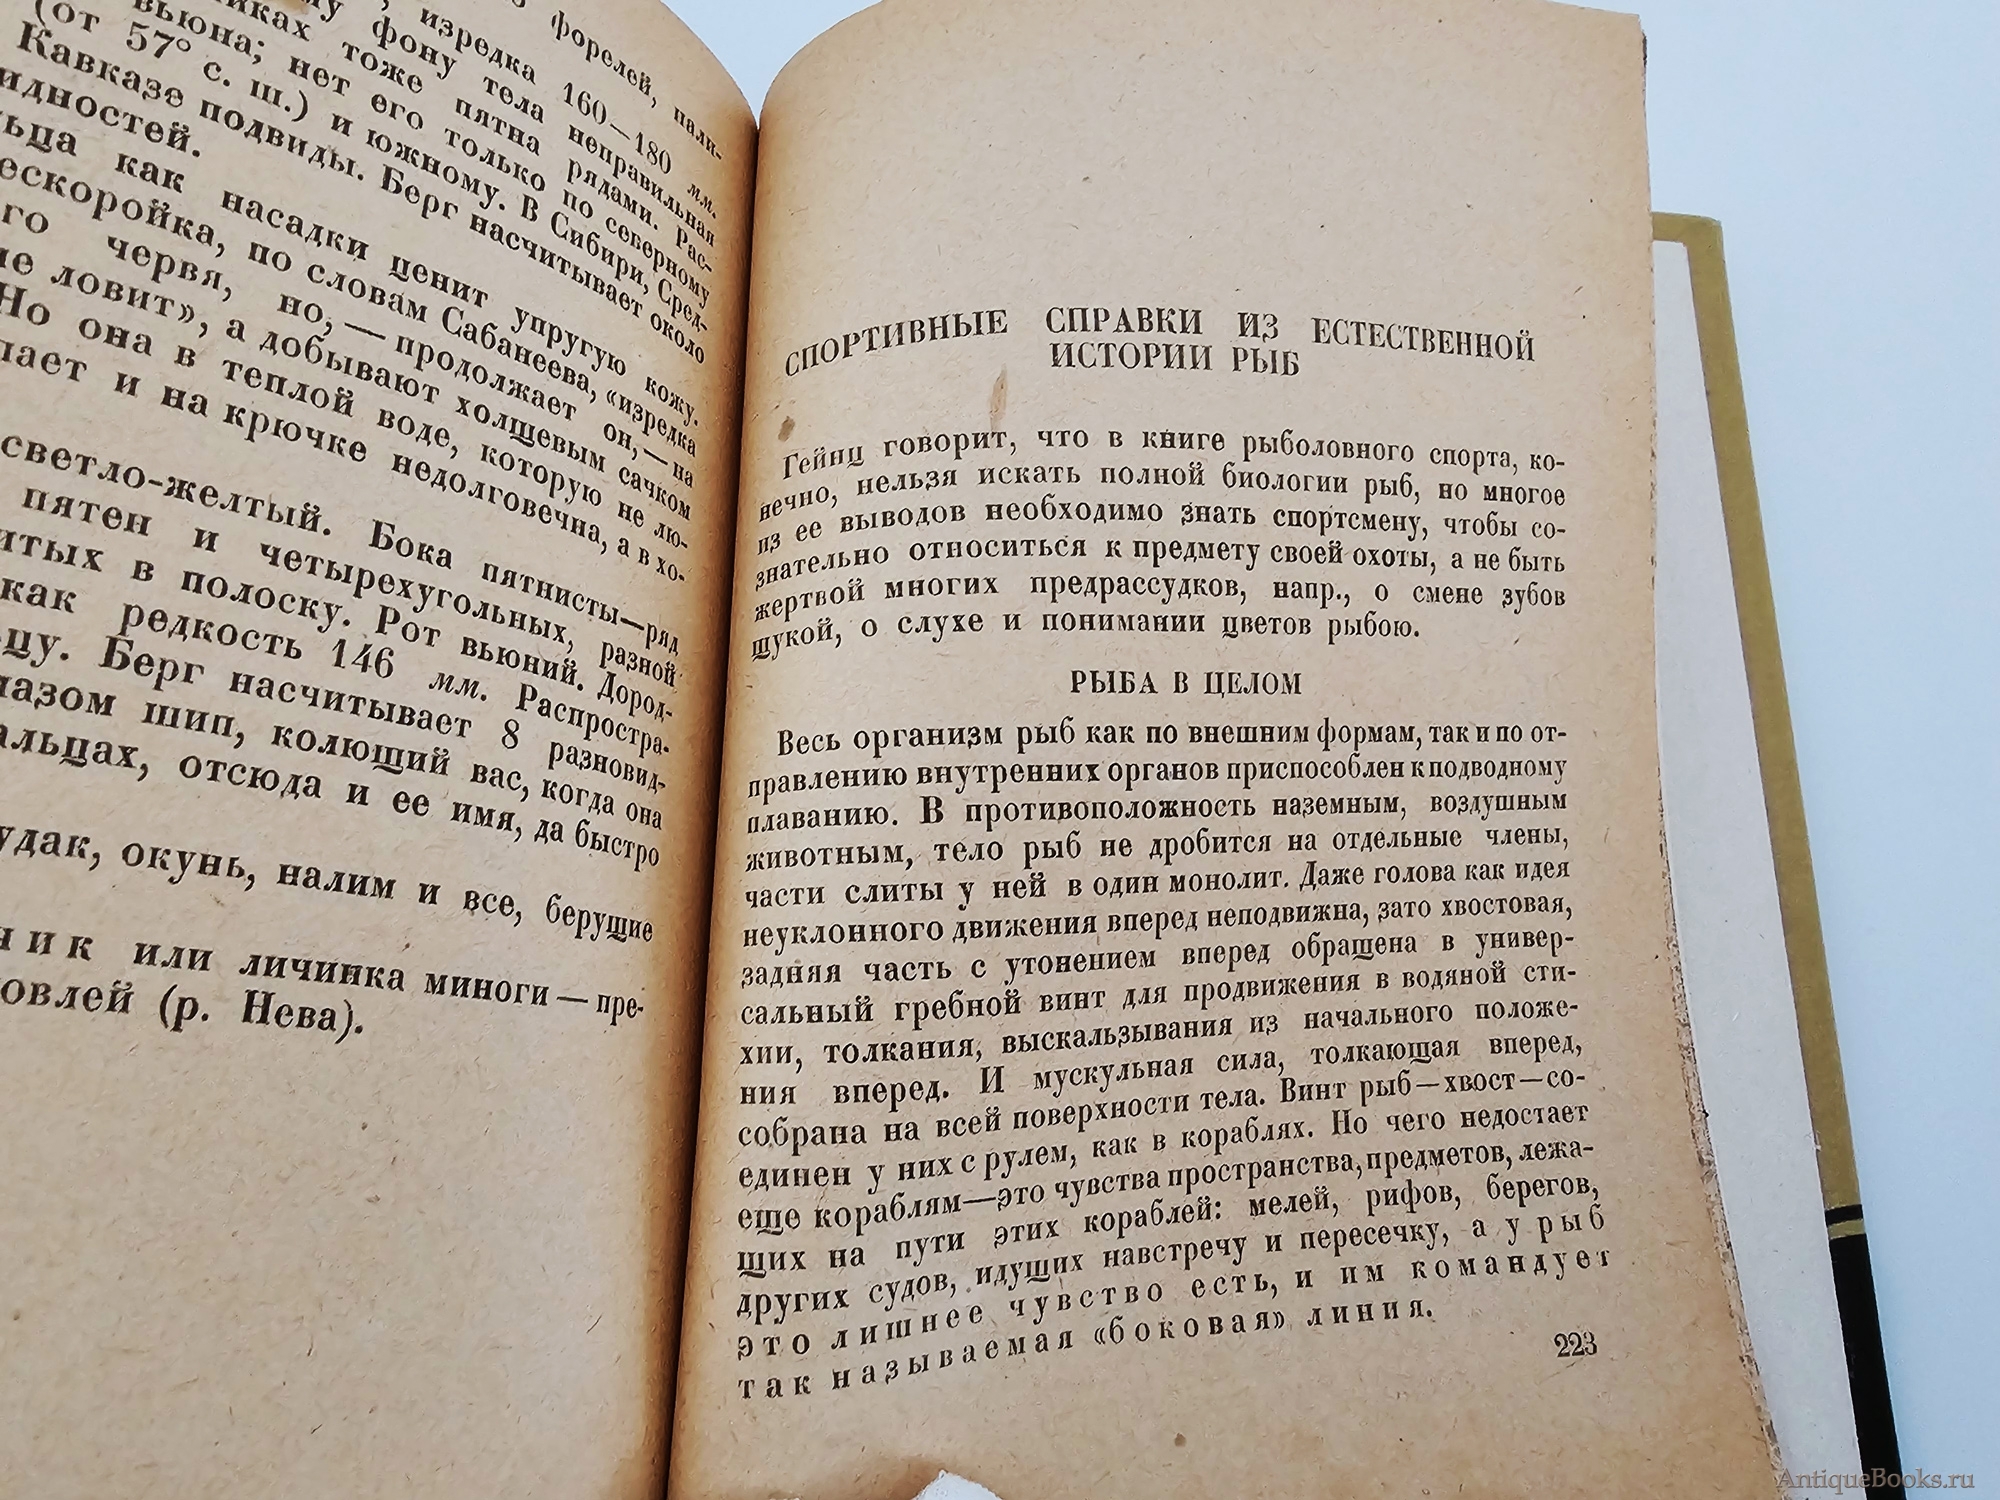 форелей, нали-
изредка 160—180 мм.
фону тела неправильная
тоже пятна рядами. Рас-
вьюна; нет его только по северному
(от 57° с. ш.) и южному. В Сибири, Сред-
Кавказе подвиды. Берг насчитывает около
как насадки ценит упругую кожу.
по словам Сабанеева, «изредка
червя, но, — продолжает он, — на
ловит», а добывают холщевым сачком
Но она в теплой воде, которую не лю-
и на крючке недолговечна, а в хо-
светло-желтый. Бока пятнисты—ряд
пятен и четырехугольных, разной
в полоску. Рот вьюний. Дород-
как редкость 146 мм. Распростра-
Берг насчитывает 8 разновид-
шип, колющий вас, когда она
отсюда и ее имя, да быстро
окунь, налим и все, берущие
или личинка миноги — пре-
(р. Нева).
СПОРТИВНЫЕ СПРАВКИ ИЗ ЕСТЕСТВЕННОЙ
ИСТОРИИ РЫБ
Гейнц говорит, что в книге рыболовного спорта, ко-
нечно, нельзя искать полной биологии рыб, но многое
из ее выводов необходимо знать спортсмену, чтобы со-
знательно относиться к предмету своей охоты, а не быть
жертвой многих предрассудков, напр., о смене зубов
щукой, о слухе и понимании цветов рыбою.
РЫБА В ЦЕЛОМ
Весь организм рыб как по внешним формам, так и по от-
правлению внутренних органов приспособлен к подводному
плаванию. В противоположность наземным, воздушным
животным, тело рыб не дробится на отдельные члены,
части слиты у ней в один монолит. Даже голова как идея
неуклонного движения вперед неподвижна, зато хвостовая,
задняя часть с утонением вперед обращена в универ-
сальный гребной винт для продвижения в водяной сти-
хии, толкания, выскальзывания из начального положе-
ния вперед. И мускульная сила, толкающая вперед,
собрана на всей поверхности тела. Винт рыб—хвост—со-
единен у них с рулем, как в кораблях. Но чего недостает
еще кораблям—это чувства пространства, предметов, лежа-
щих на пути этих кораблей: мелей, рифов, берегов,
других судов, идущих навстречу и пересечку, а у рыб
это лишнее чувство есть, и им командует
так называемая «боковая» линия.
223
AntiqueBooks.ru